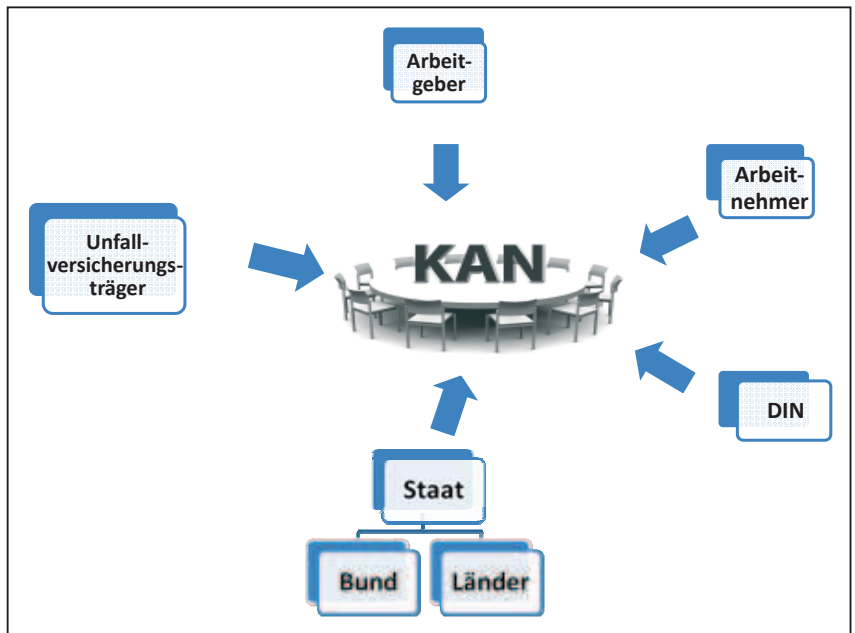 Arbeit-
geber
Arbeit-
nehmer
Unfall-
versicherungs-
träger
KAN
DIN
Staat
Bund
Länder